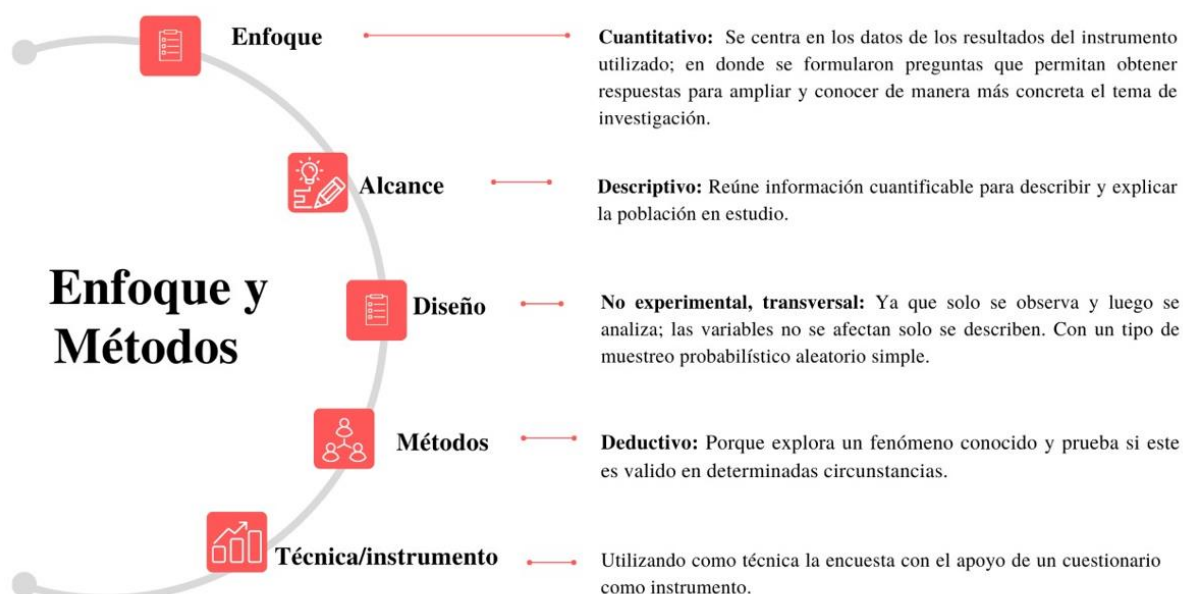 Enfoque y
Métodos
Enfoque
Cuantitativo: Se centra en los datos de los resultados del instrumento
utilizado; en donde se formularon preguntas que permitan obtener
respuestas para ampliar y conocer de manera más concreta el tema de
investigación.
Alcance
Descriptivo: Reúne información cuantificable para describir y explicar
la población en estudio.
Diseño
No experimental, transversal: Ya que solo se observa y luego se
analiza; las variables no se afectan solo se describen. Con un tipo de
muestreo probabilístico aleatorio simple.
Métodos
Deductivo: Porque explora un fenómeno conocido y prueba si este
es valido en determinadas circunstancias.
Técnica/instrumento
Utilizando como técnica la encuesta con el apoyo de un cuestionario
como instrumento.